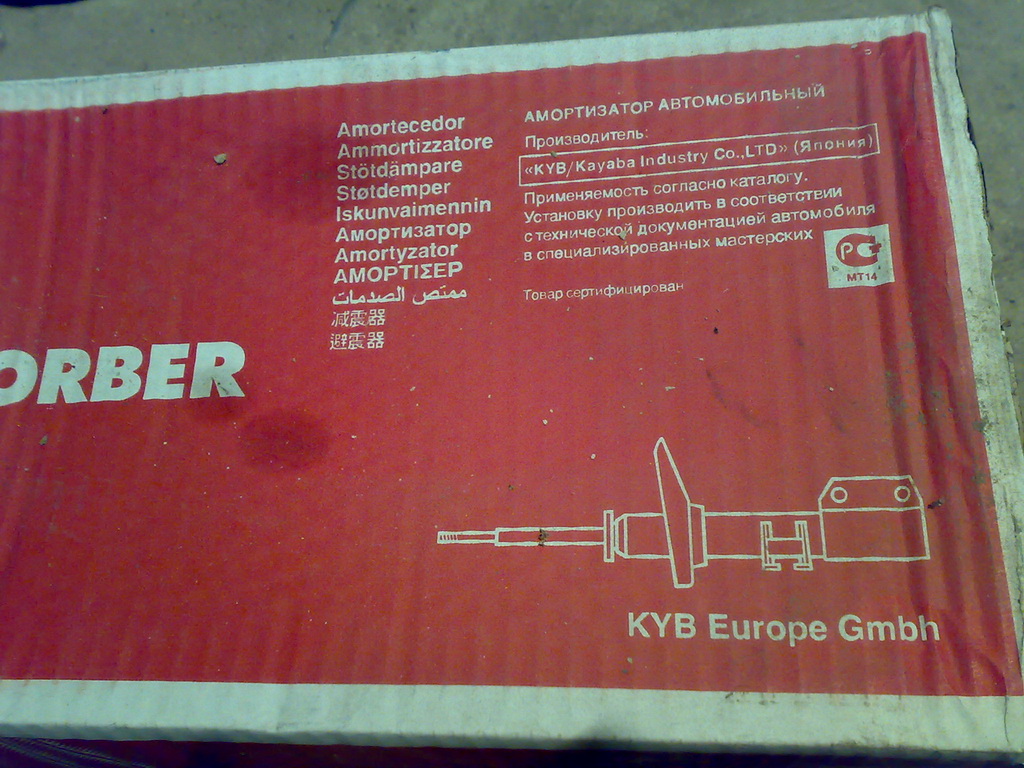 Amortecedor
Ammortizzatore
Stötdämpare
Støtdemper
Iskunvaimennin
Амортизатор
Amortyzator
ΑΜΟΡΤΙΣΕΡ
ممتص الصدمات
减震器
避震器
ORBER
АМОРТИЗАТОР АВТОМОБИЛЬНЫЙ
Производитель:
«KYB/Kayaba Industry Co.,LTD» (Япония)
Применяемость согласно каталогу.
Установку производить в соответствии
с технической документацией автомобиля
в специализированных мастерских
Товар сертифицирован
РС
МТ14
KYB Europe Gmbh